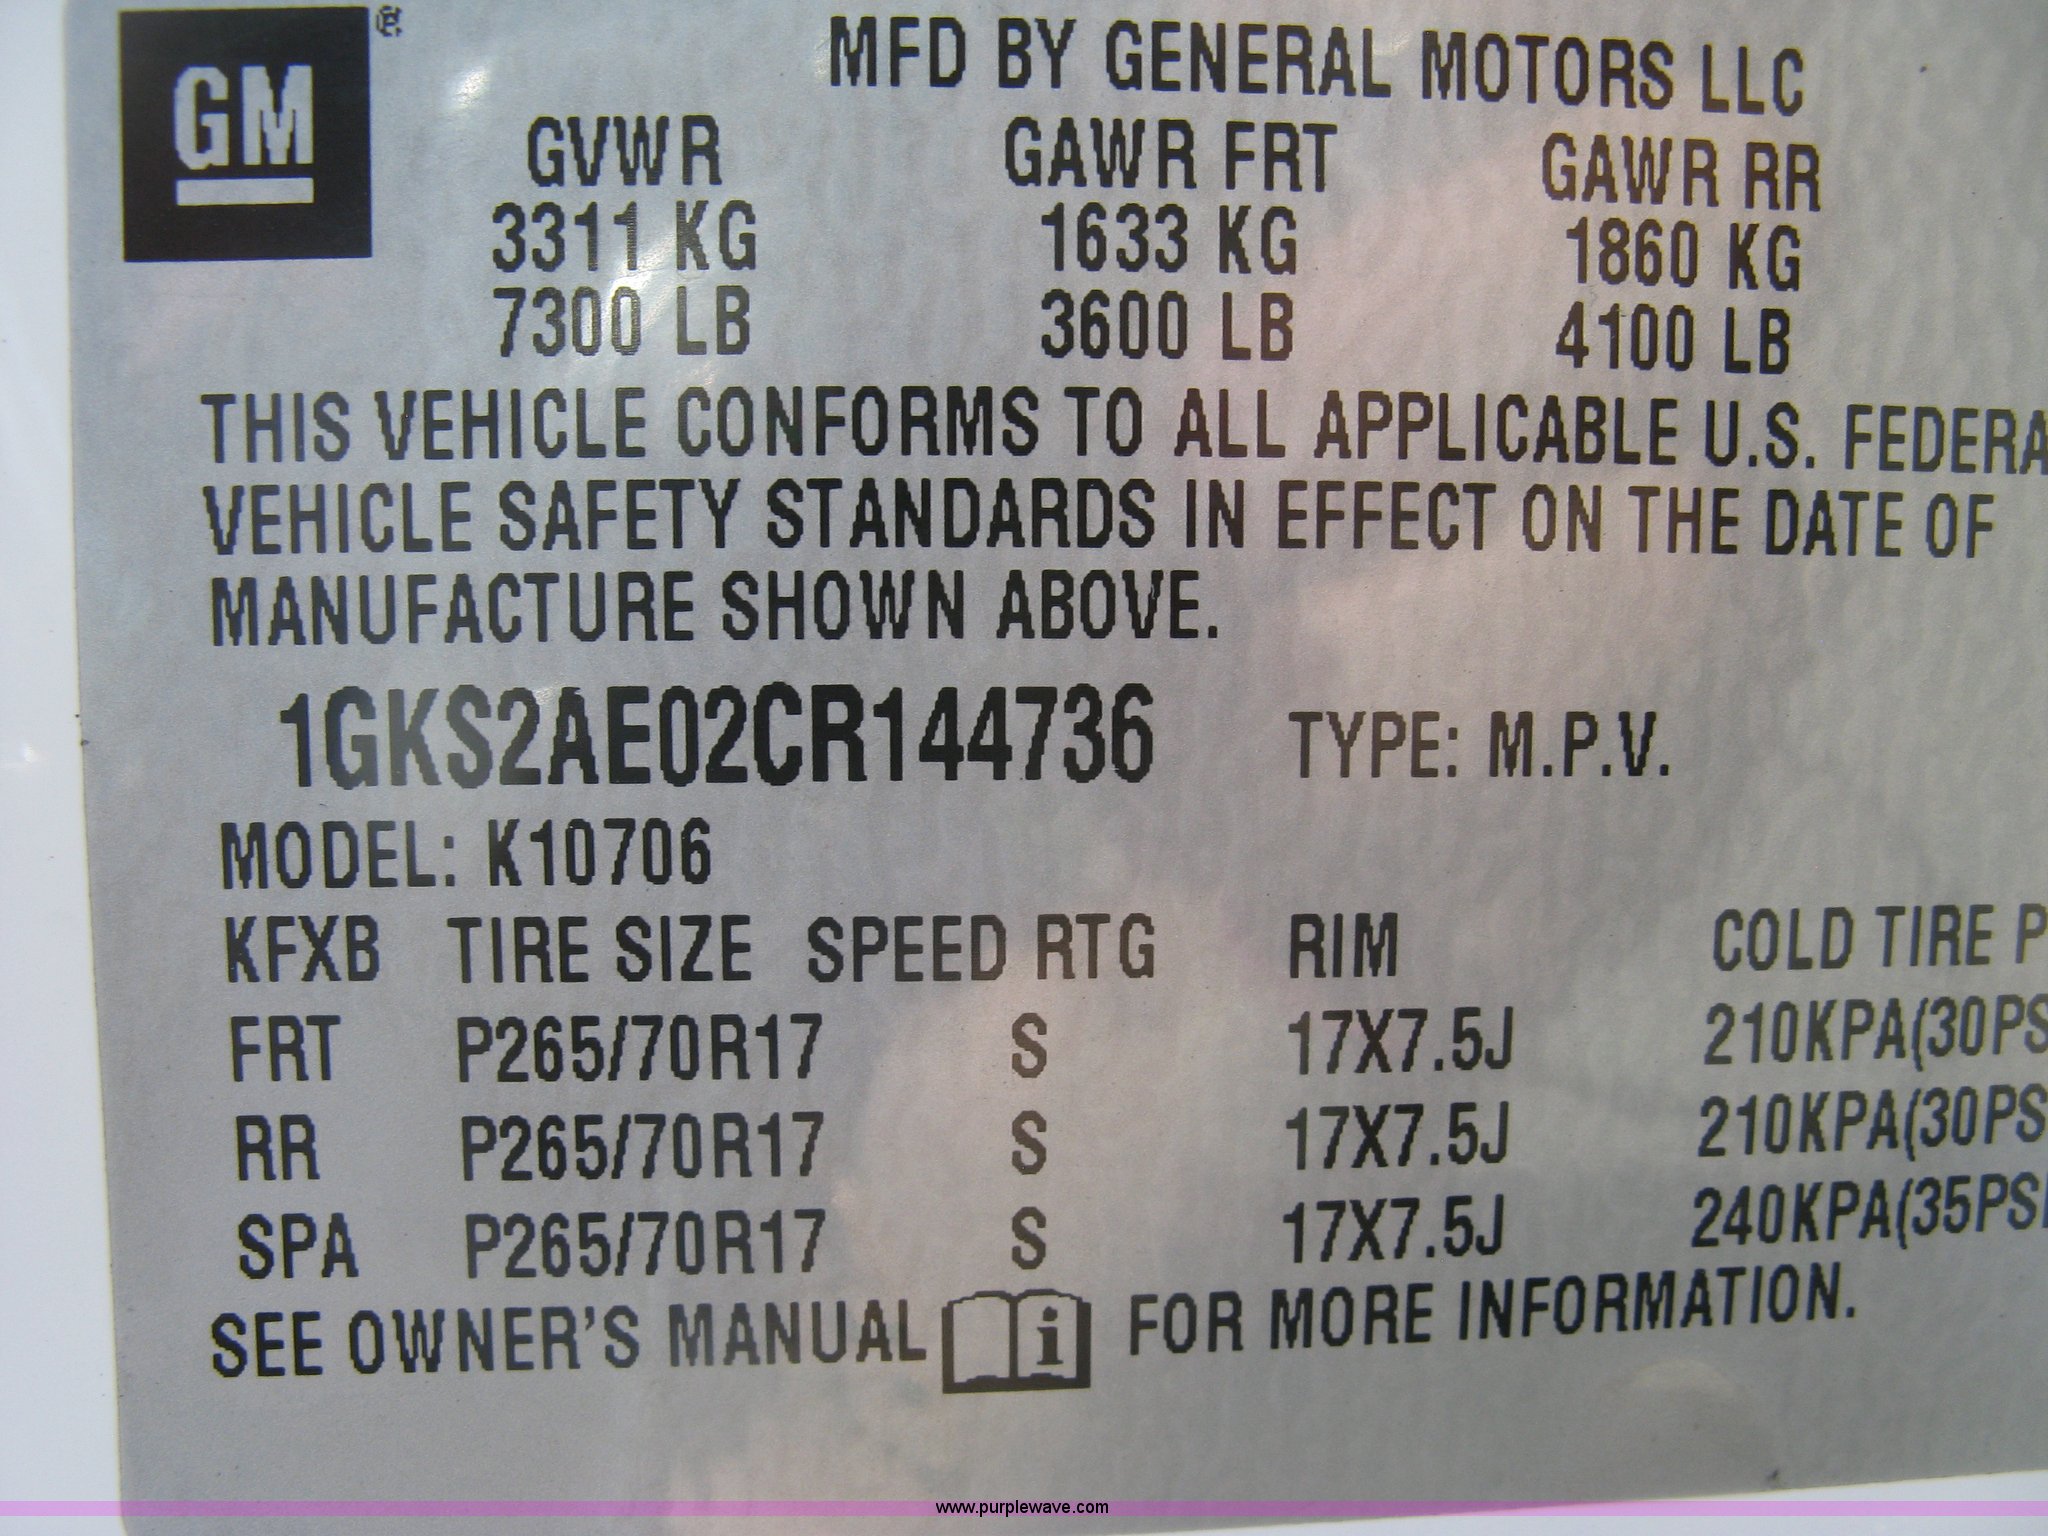 GM ®
MFD BY GENERAL MOTORS LLC
GVWR GAWR FRT GAWR RR
3311 KG 1633 KG 1860 KG
7300 LB 3600 LB 4100 LB
THIS VEHICLE CONFORMS TO ALL APPLICABLE U.S. FEDERA
VEHICLE SAFETY STANDARDS IN EFFECT ON THE DATE OF
MANUFACTURE SHOWN ABOVE.
1GKS2AE02CR144736 TYPE: M.P.V.
MODEL: K10706
KFXB TIRE SIZE SPEED RTG RIM COLD TIRE P
FRT P265/70R17 S 17X7.5J 210KPA(30PS
RR P265/70R17 S 17X7.5J 210KPA(30PS
SPA P265/70R17 S 17X7.5J 240KPA(35PSI
SEE OWNER'S MANUAL i FOR MORE INFORMATION.
www.purplewave.com